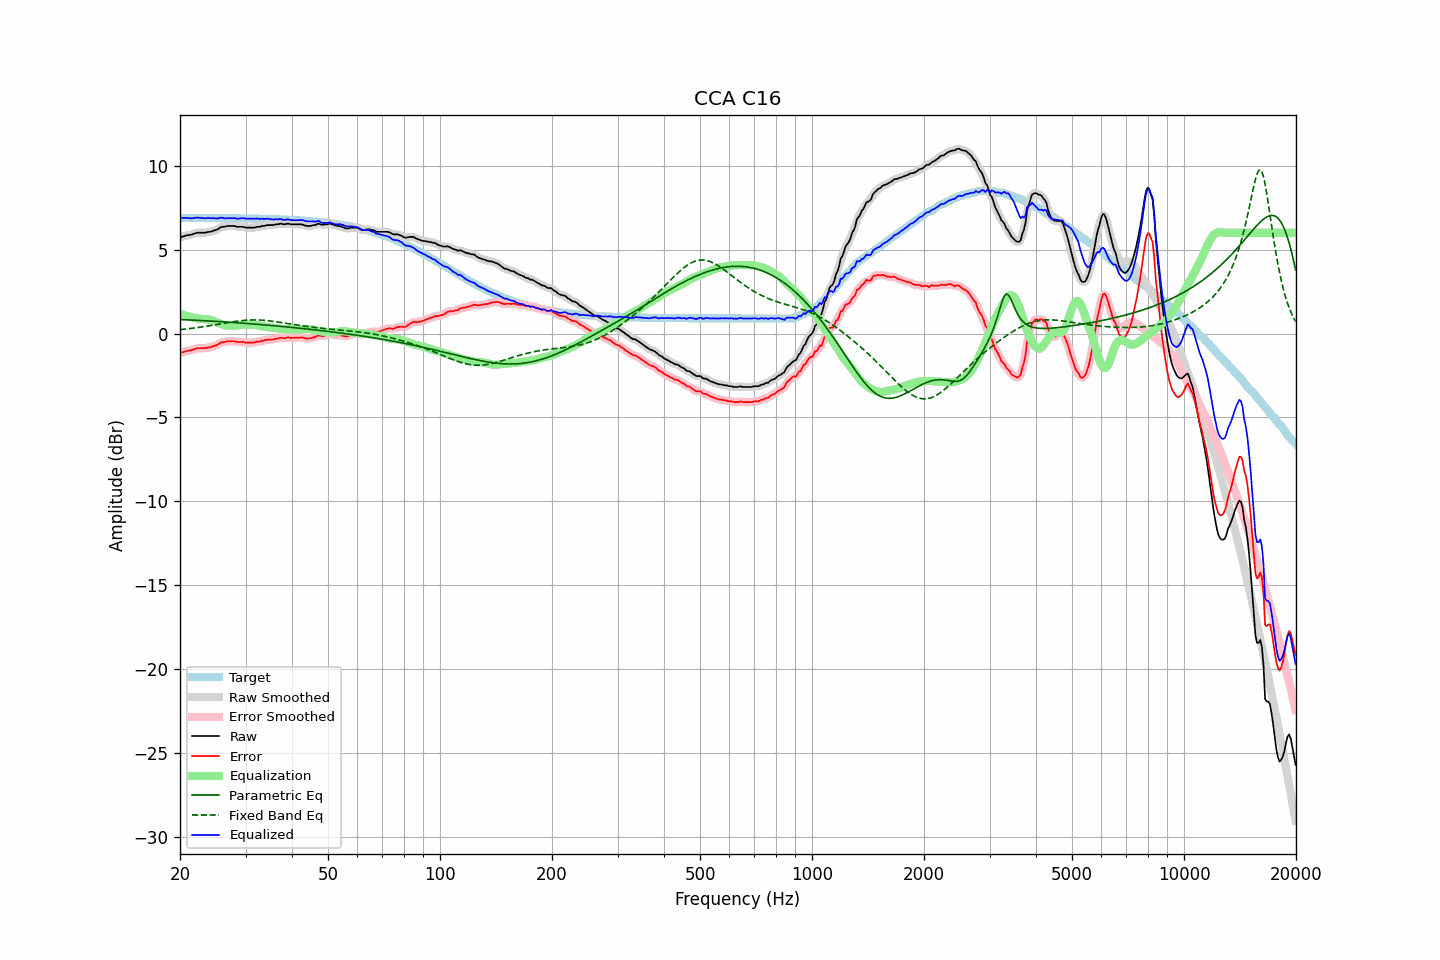 CCA C16
10
5
0
−5
−10
−15
−20
−25
−30
Amplitude (dBr)
Target
Raw Smoothed
Error Smoothed
Raw
Error
Equalization
Parametric Eq
Fixed Band Eq
Equalized
20 50 100 200 500 1000 2000 5000 10000 20000
Frequency (Hz)